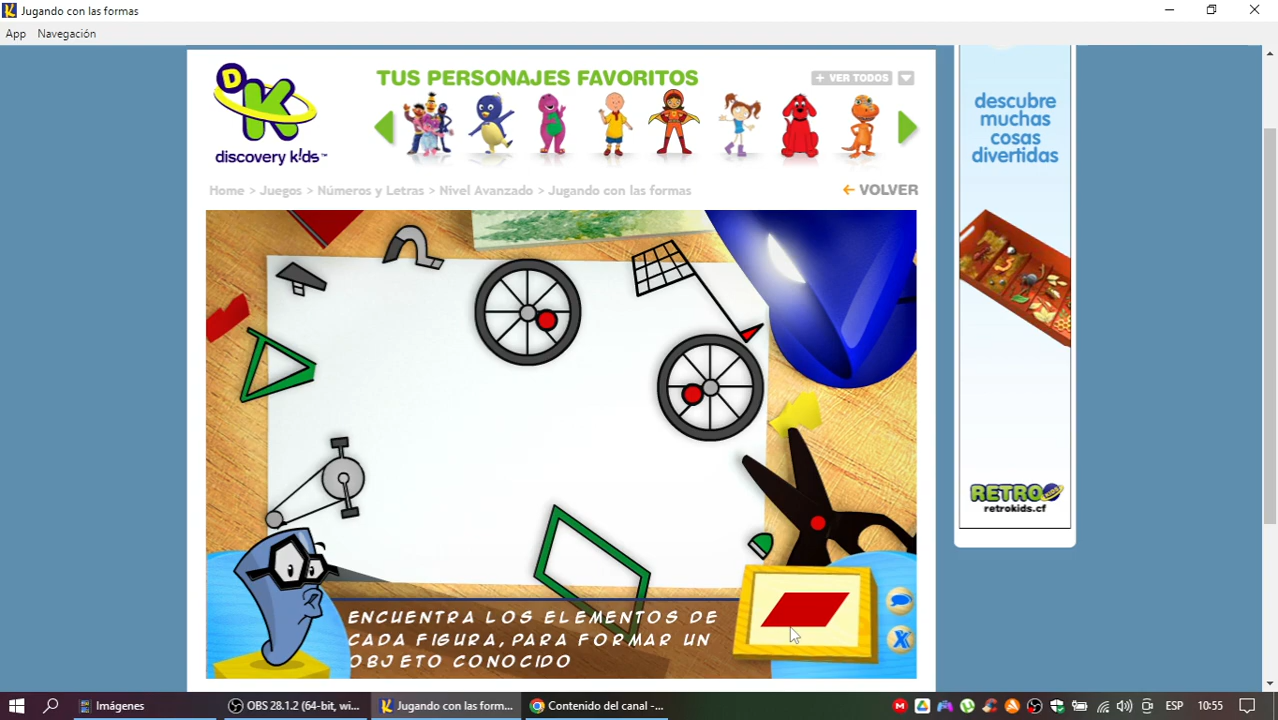 Jugando con las formas
App Navegación
D K
discovery k!ds™
TUS PERSONAJES FAVORITOS
+ VER TODOS
Home > Juegos > Números y Letras > Nivel Avanzado > Jugando con las formas
VOLVER
descubre
muchas
cosas
divertidas
RETRO
retrokids.cf
ENCUENTRA LOS ELEMENTOS DE
CADA FIGURA, PARA FORMAR UN
OBJETO CONOCIDO
X
Imágenes
OBS 28.1.2 (64-bit, wi...
Jugando con las form...
Contenido del canal -...
ESP
10:55